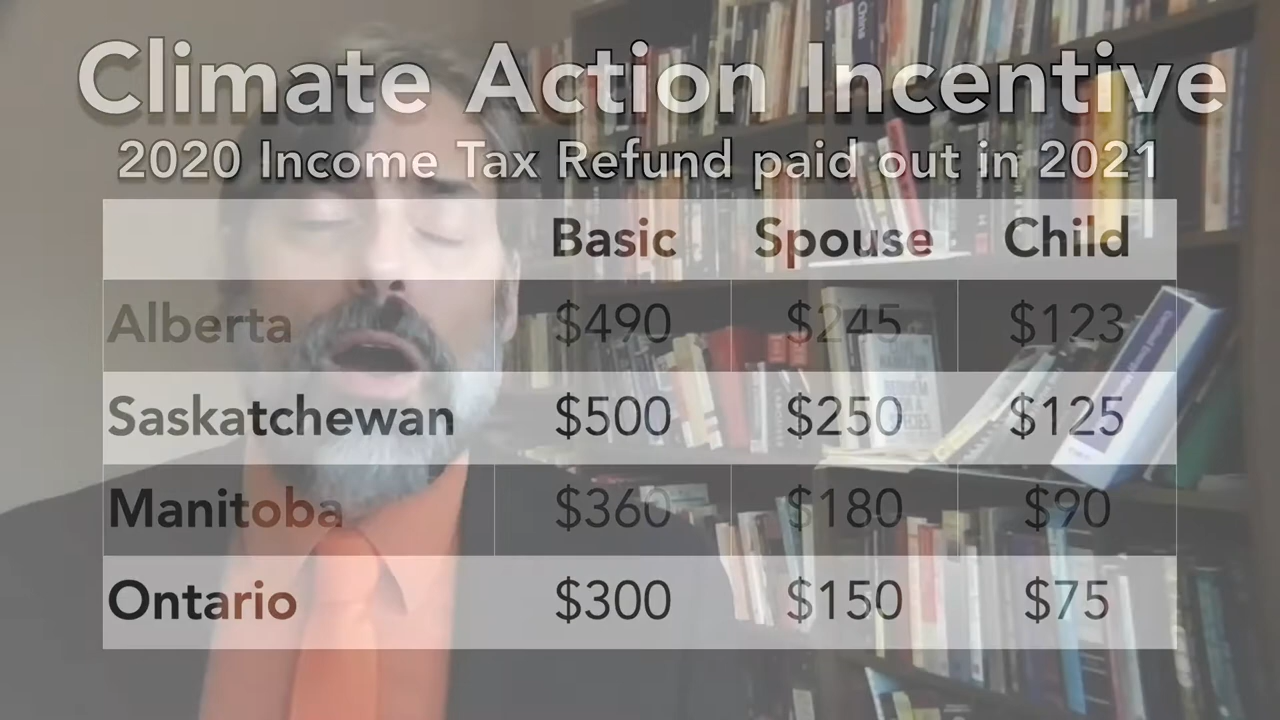 Climate Action Incentive
2020 Income Tax Refund paid out in 2021
Basic Spouse Child
Alberta $490 $245 $123
Saskatchewan $500 $250 $125
Manitoba $360 $180 $90
Ontario $300 $150 $75
China